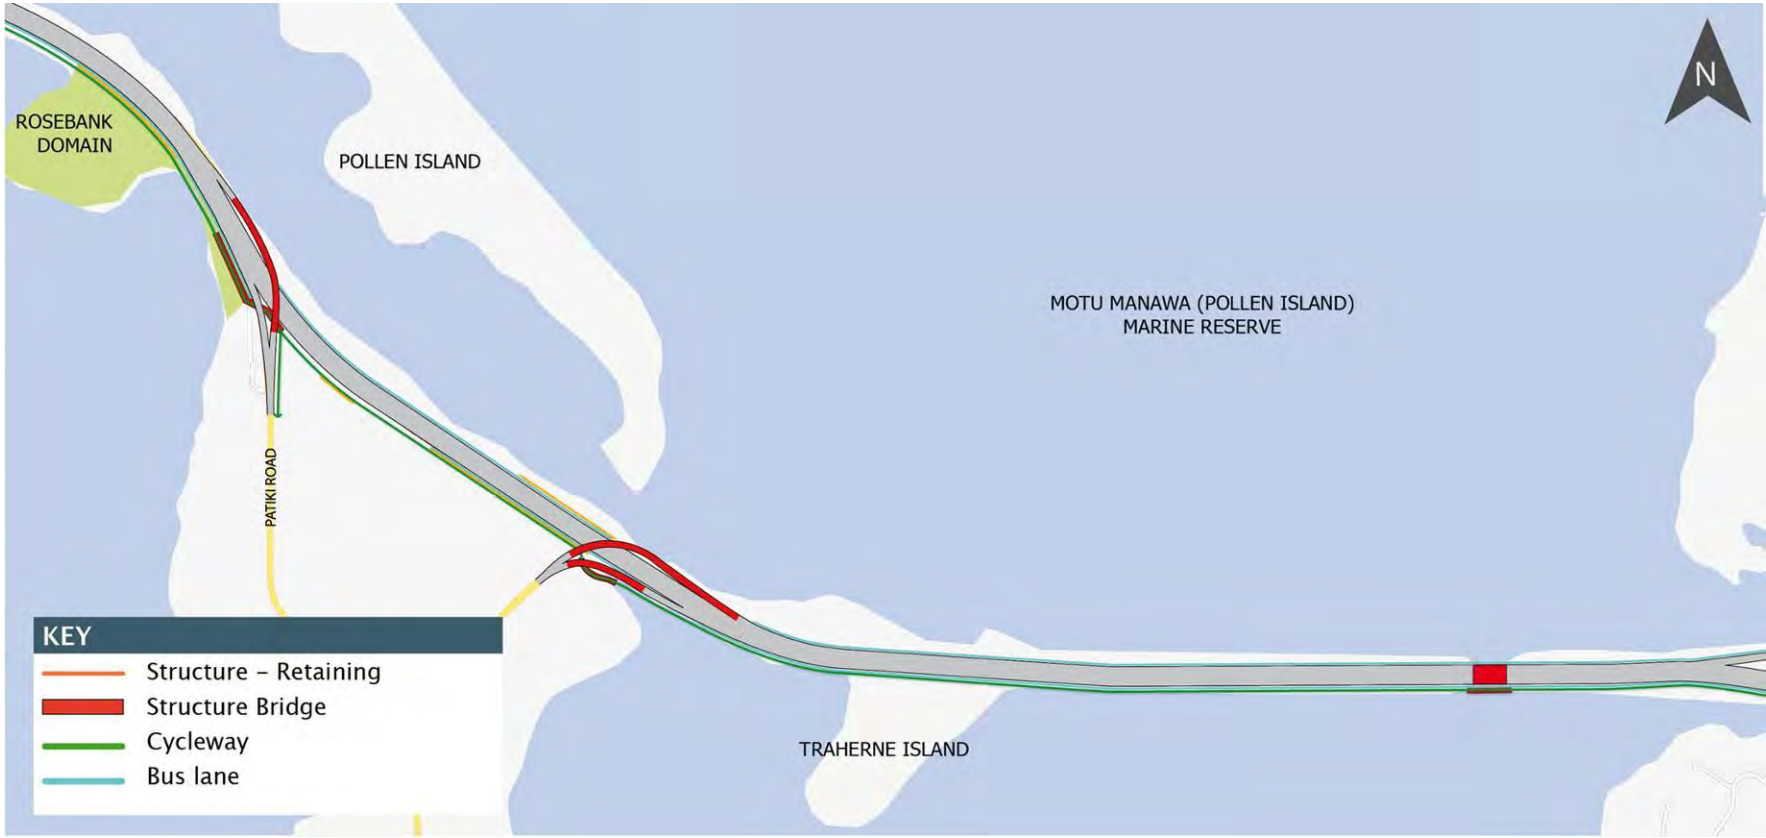 N
ROSEBANK
DOMAIN
POLLEN ISLAND
MOTU MANAWA (POLLEN ISLAND)
MARINE RESERVE
PATIKI ROAD
TRAHERNE ISLAND
KEY
Structure – Retaining
Structure Bridge
Cycleway
Bus lane